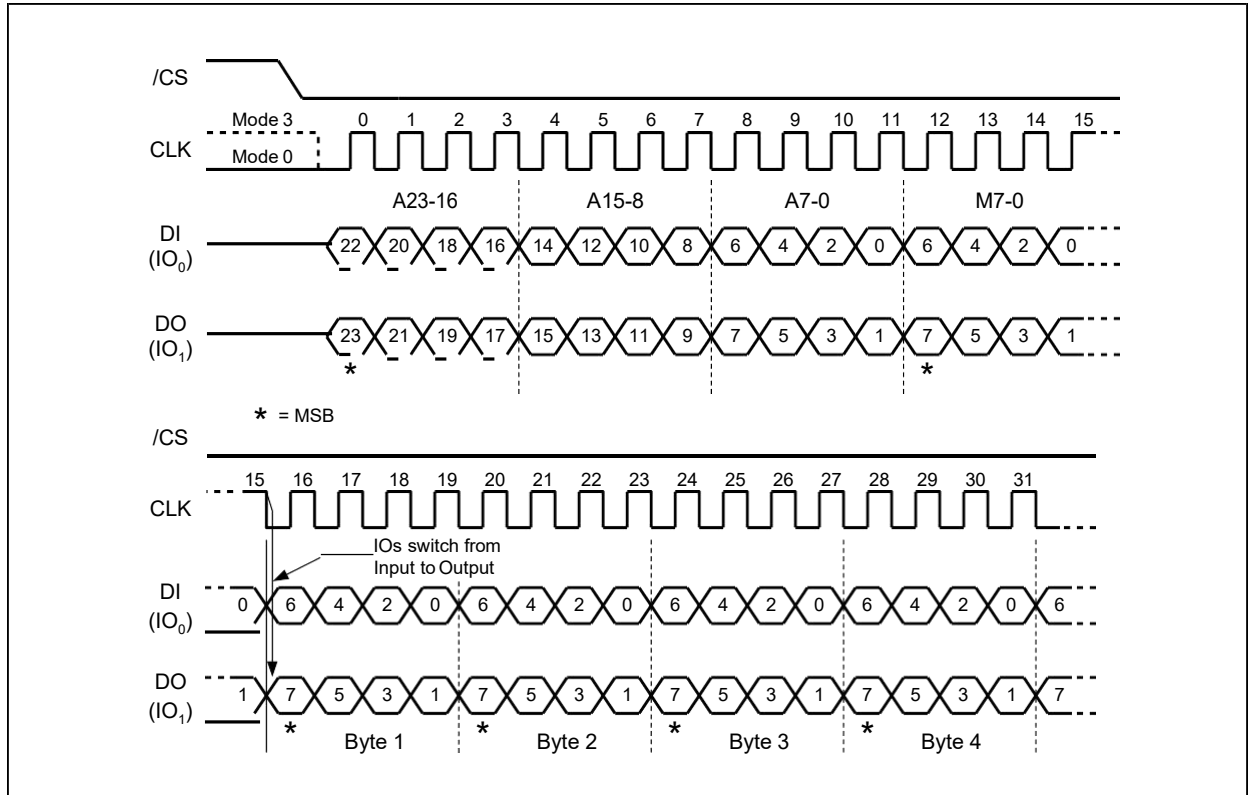 /CS
Mode 3
0 1 2 3 4 5 6 7 8 9 10 11 12 13 14 15
CLK
Mode 0
A23-16 A15-8 A7-0 M7-0
DI
(IO0)
22 20 18 16 14 12 10 8 6 4 2 0 6 4 2 0
DO
(IO1)
23 21 19 17 15 13 11 9 7 5 3 1 7 5 3 1
* *
* = MSB
/CS
15 16 17 18 19 20 21 22 23 24 25 26 27 28 29 30 31
CLK
IOs switch from
Input to Output
DI
(IO0)
0 6 4 2 0 6 4 2 0 6 4 2 0 6 4 2 0 6
DO
(IO1)
1 7 5 3 1 7 5 3 1 7 5 3 1 7 5 3 1 7
* * * *
Byte 1 Byte 2 Byte 3 Byte 4